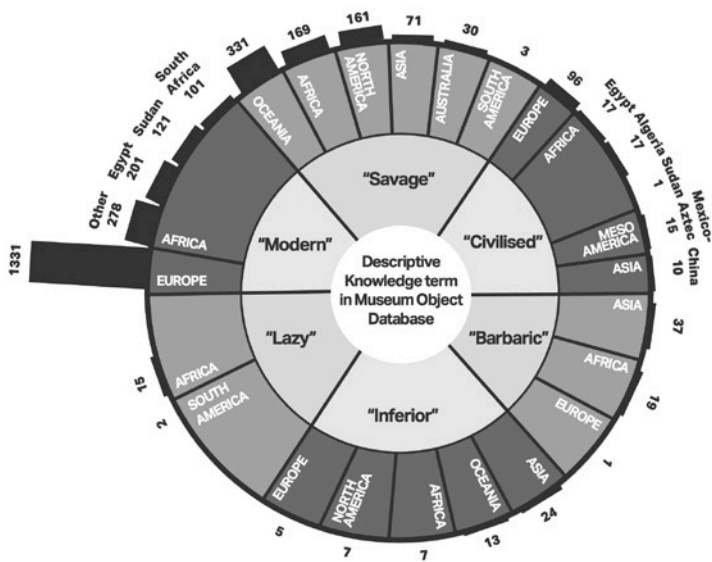 Descriptive
Knowledge term
in Museum Object
Database
"Savage"
OCEANIA
331
AFRICA
169
NORTH
AMERICA
161
ASIA
71
AUSTRALIA
30
SOUTH
AMERICA
3
"Civilised"
EUROPE
96
AFRICA
Egypt
17
Algeria
17
Sudan
1
MESO
AMERICA
Mexico-
Aztec
15
ASIA
China
10
"Barbaric"
ASIA
37
AFRICA
19
EUROPE
1
"Inferior"
ASIA
24
OCEANIA
13
AFRICA
7
NORTH
AMERICA
7
EUROPE
5
"Lazy"
SOUTH
AMERICA
2
AFRICA
15
"Modern"
EUROPE
1331
AFRICA
Other
278
Egypt
201
Sudan
121
South
Africa
101